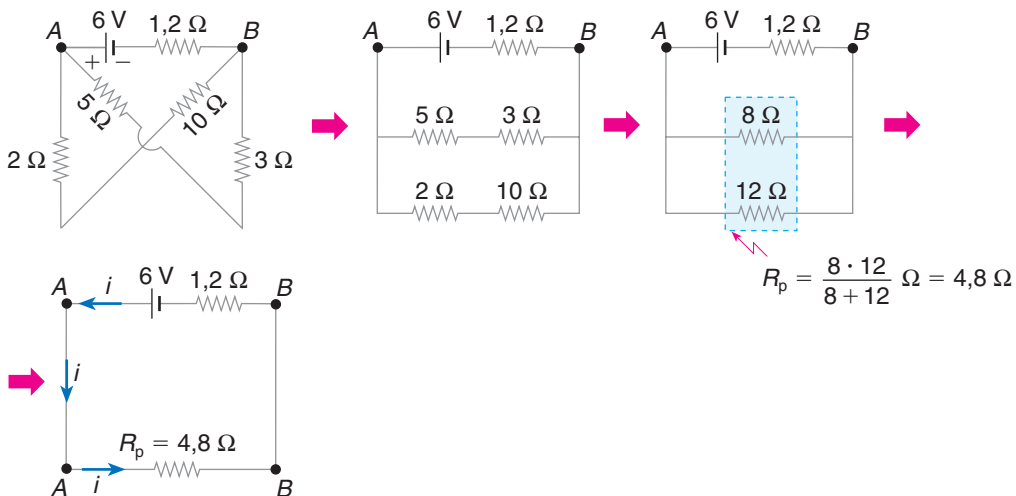 A 6 V 1,2 Ω B
+ –
5 Ω 10 Ω
2 Ω 3 Ω
A 6 V 1,2 Ω B
5 Ω 3 Ω
2 Ω 10 Ω
A 6 V 1,2 Ω B
8 Ω
12 Ω
Rp = 8 · 12 / 8 + 12 Ω = 4,8 Ω
A i 6 V 1,2 Ω B
i
Rp = 4,8 Ω
A i B